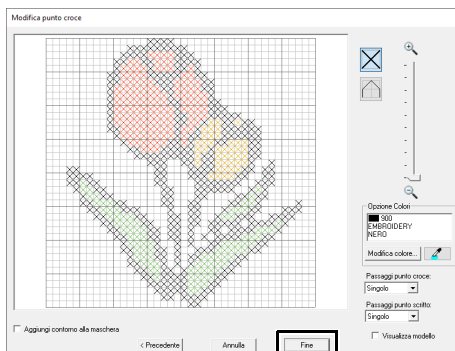 Modifica punto croce
Opzione Colori
900
EMBROIDERY
NERO
Modifica colore...
Passaggi punto croce:
Singolo
Passaggi punto scritto:
Singolo
Aggiungi contorno alla maschera
Visualizza modello
< Precedente
Annulla
Fine